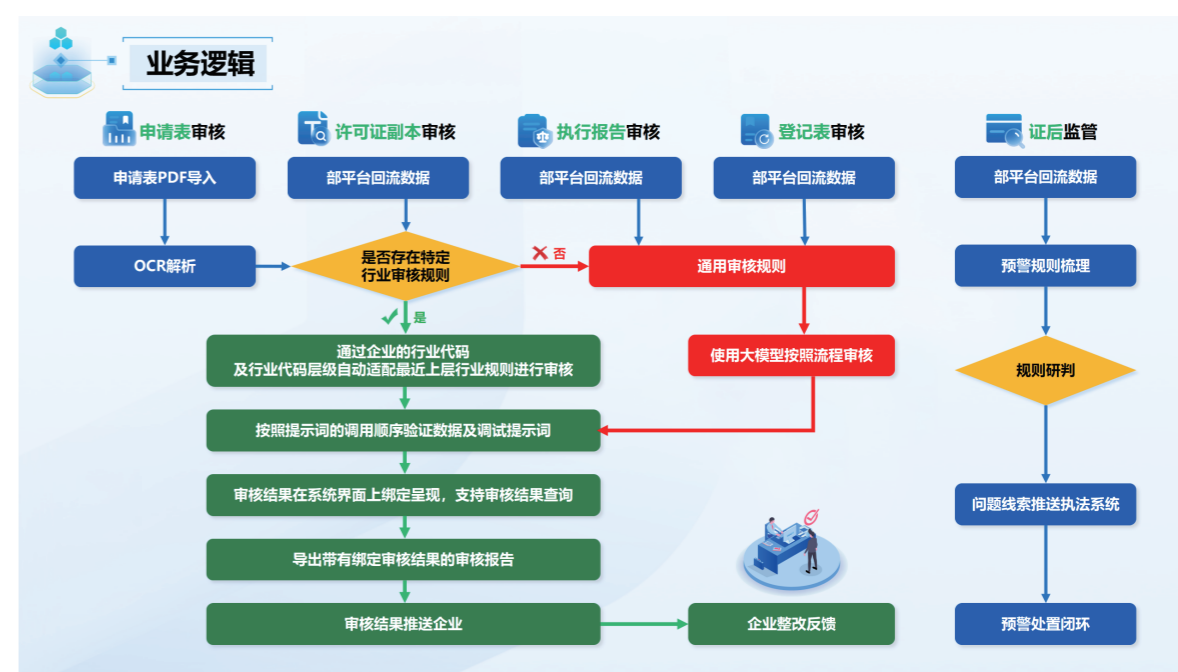 业务逻辑
申请表审核
许可证副本审核
执行报告审核
登记表审核
证后监管
申请表PDF导入
部平台回流数据
部平台回流数据
部平台回流数据
部平台回流数据
OCR解析
是否存在特定
行业审核规则
否
通用审核规则
预警规则梳理
是
通过企业的行业代码
及行业代码层级自动适配最近上层行业规则进行审核
使用大模型按照流程审核
规则研判
按照提示词的调用顺序验证数据及调试提示词
审核结果在系统界面上绑定呈现，支持审核结果查询
问题线索推送执法系统
导出带有绑定审核结果的审核报告
审核结果推送企业
企业整改反馈
预警处置闭环